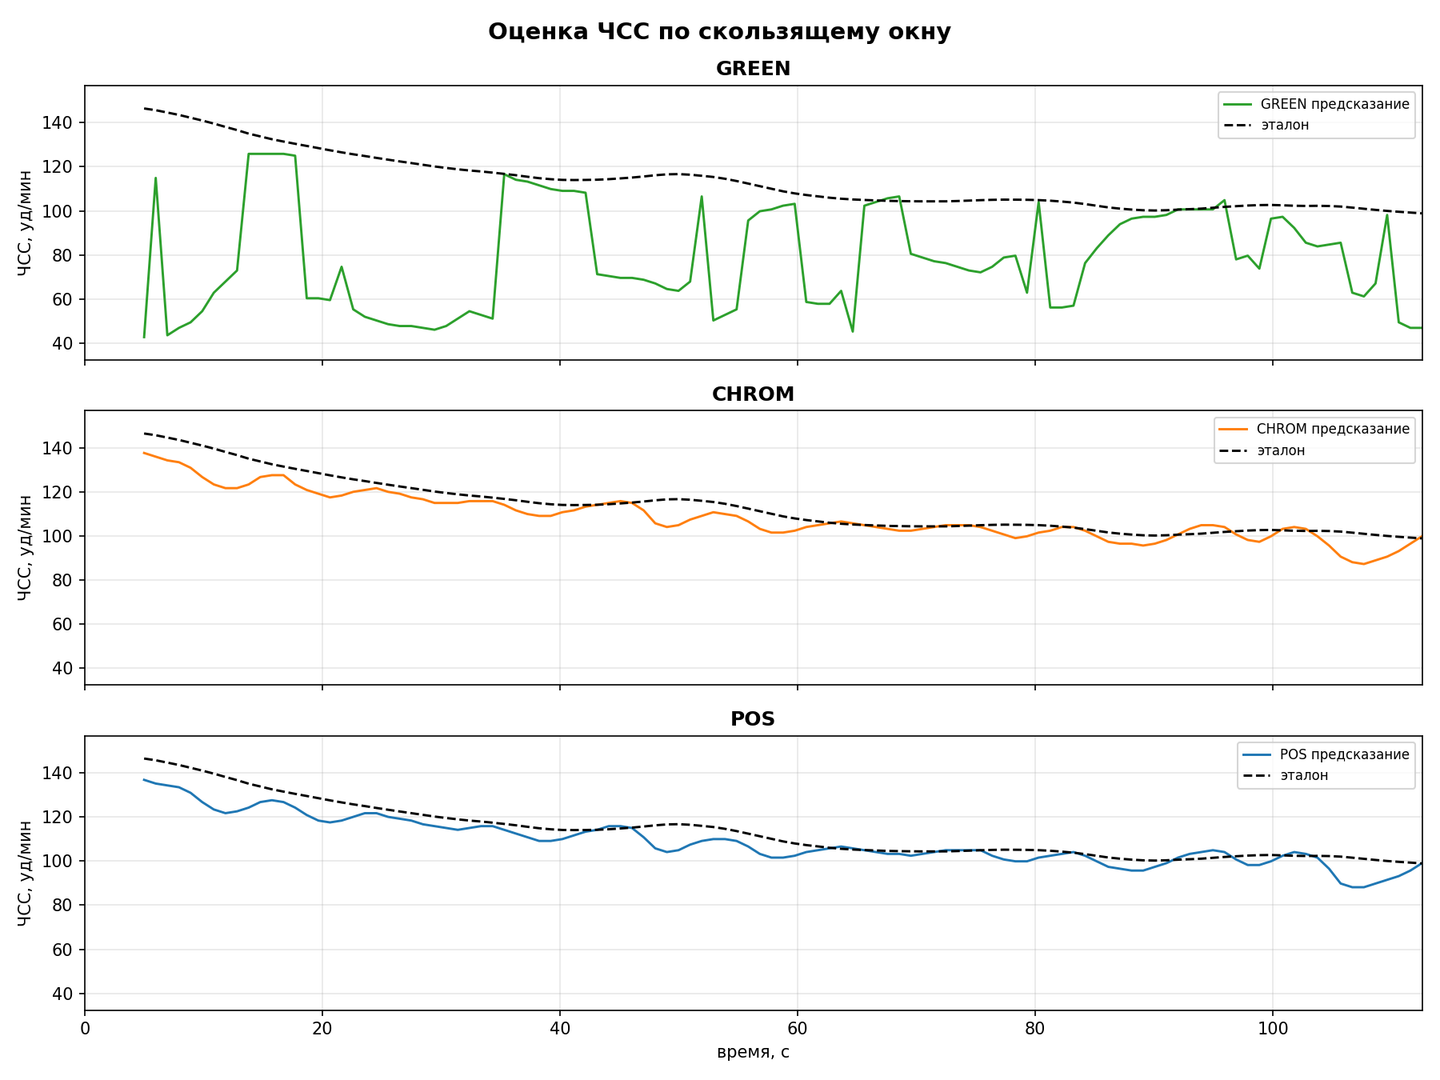 Оценка ЧСС по скользящему окну
GREEN
ЧСС, уд/мин
140
120
100
80
60
40
GREEN предсказание
эталон
CHROM
ЧСС, уд/мин
140
120
100
80
60
40
CHROM предсказание
эталон
POS
ЧСС, уд/мин
140
120
100
80
60
40
POS предсказание
эталон
0 20 40 60 80 100
время, с